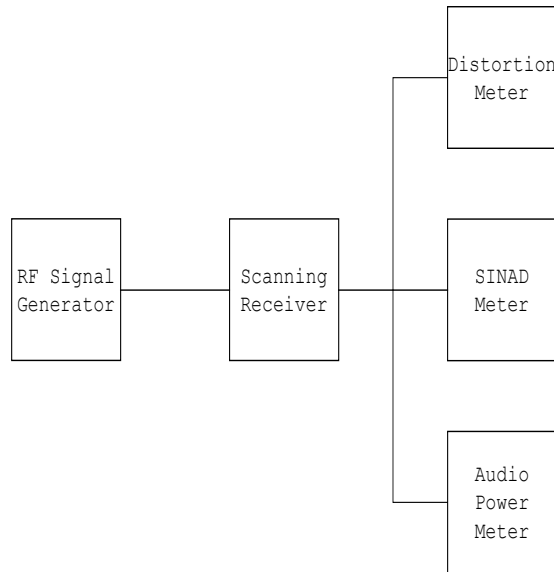 Distortion
Meter
RF Signal
Generator
Scanning
Receiver
SINAD
Meter
Audio
Power
Meter